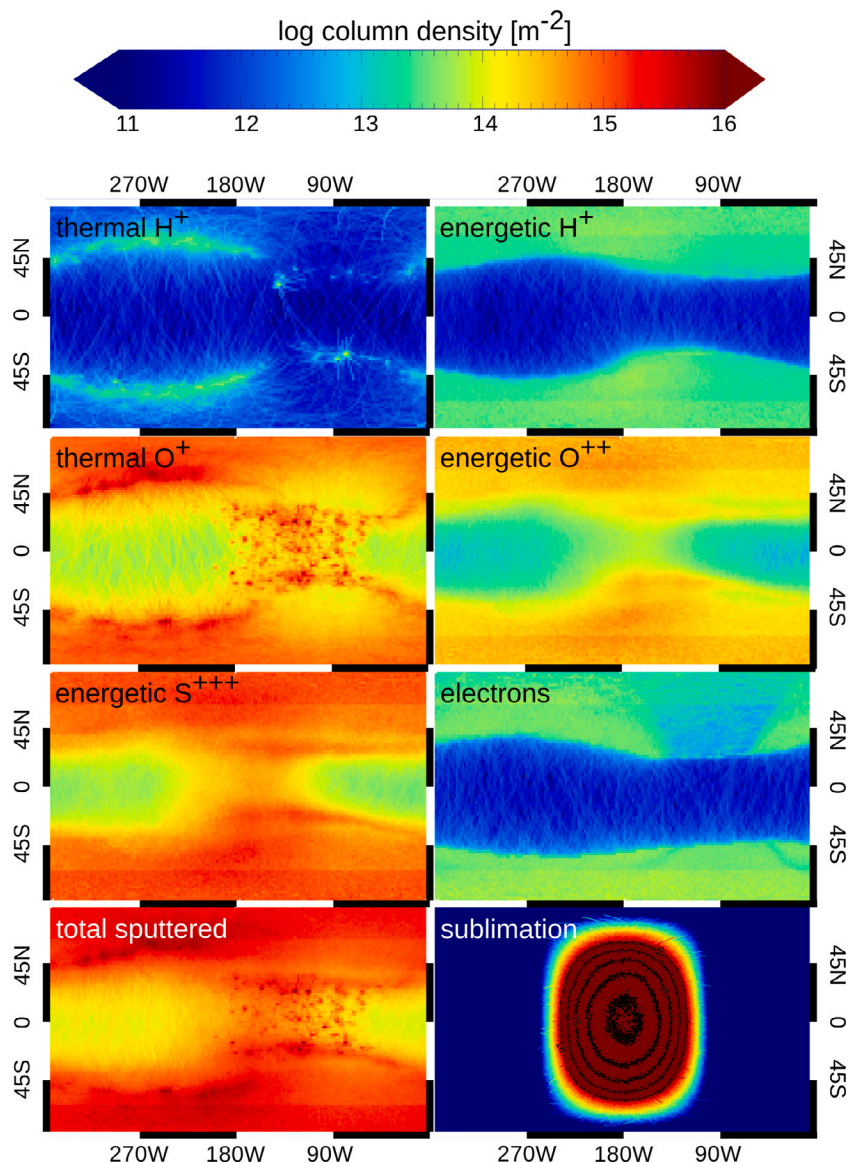 log column density [m⁻²]
11 12 13 14 15 16
270W 180W 90W 270W 180W 90W
thermal H⁺ energetic H⁺
45N 0 45S 45N 0 45S
thermal O⁺ energetic O⁺⁺
45N 0 45S 45N 0 45S
energetic S⁺⁺⁺ electrons
45N 0 45S 45N 0 45S
total sputtered sublimation
45N 0 45S 45N 0 45S
270W 180W 90W 270W 180W 90W